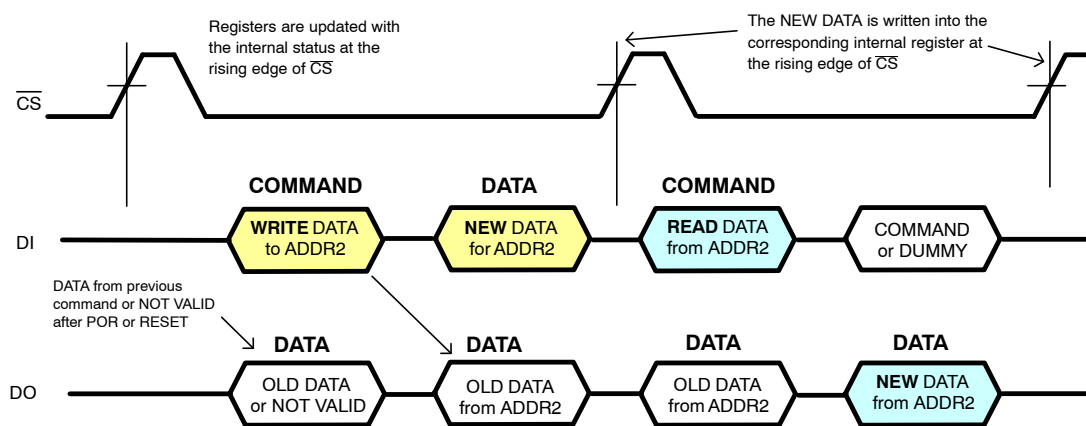 Registers are updated with
the internal status at the
rising edge of CS
The NEW DATA is written into the
corresponding internal register at
the rising edge of CS
CS
COMMAND
DATA
COMMAND
DI
WRITE DATA
to ADDR2
NEW DATA
for ADDR2
READ DATA
from ADDR2
COMMAND
or DUMMY
DATA from previous
command or NOT VALID
after POR or RESET
DATA
DATA
DATA
DATA
DO
OLD DATA
or NOT VALID
OLD DATA
from ADDR2
OLD DATA
from ADDR2
NEW DATA
from ADDR2